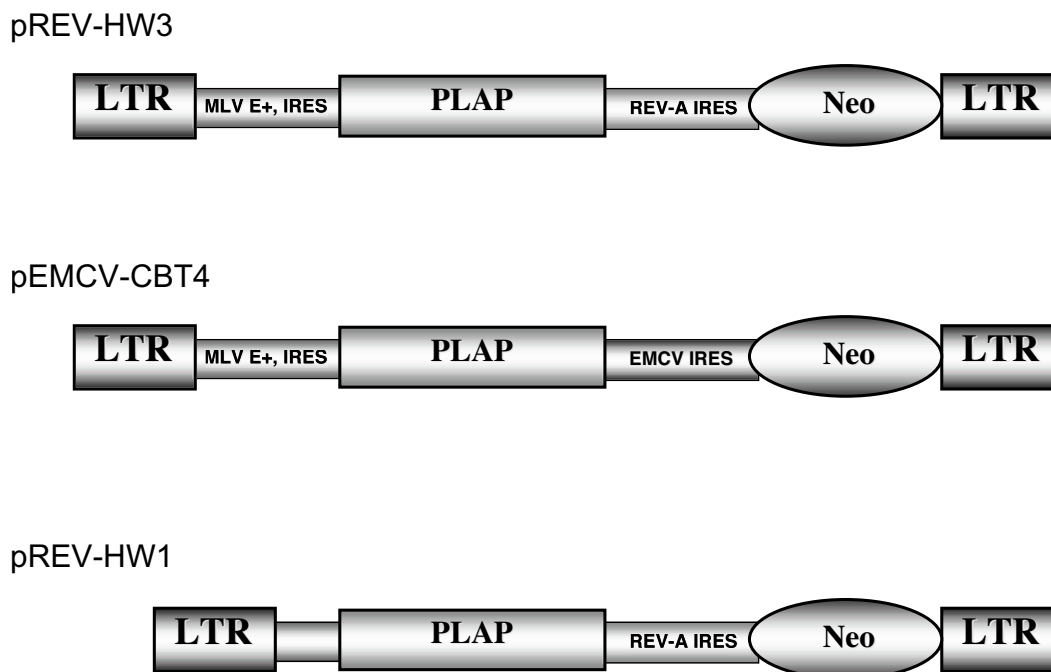 pREV-HW3
LTR MLV E+, IRES PLAP REV-A IRES Neo LTR
pEMCV-CBT4
LTR MLV E+, IRES PLAP EMCV IRES Neo LTR
pREV-HW1
LTR PLAP REV-A IRES Neo LTR